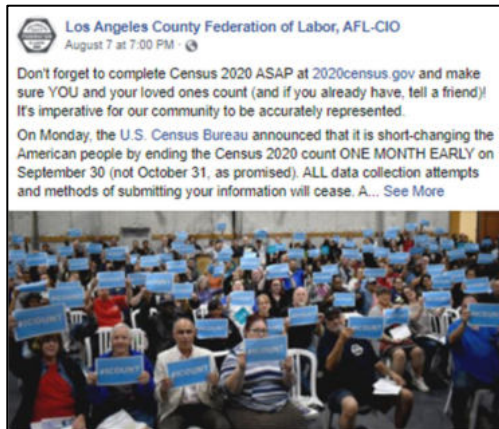 Los Angeles County Federation of Labor, AFL-CIO
August 7 at 7:00 PM ·
Don't forget to complete Census 2020 ASAP at 2020census.gov and make
sure YOU and your loved ones count (and if you already have, tell a friend)!
It's imperative for our community to be accurately represented.
On Monday, the U.S. Census Bureau announced that it is short-changing the
American people by ending the Census 2020 count ONE MONTH EARLY on
September 30 (not October 31, as promised). ALL data collection attempts
and methods of submitting your information will cease. A... See More
#ICOUNT
#ICOUNT
#ICOUNT
#ICOUNT